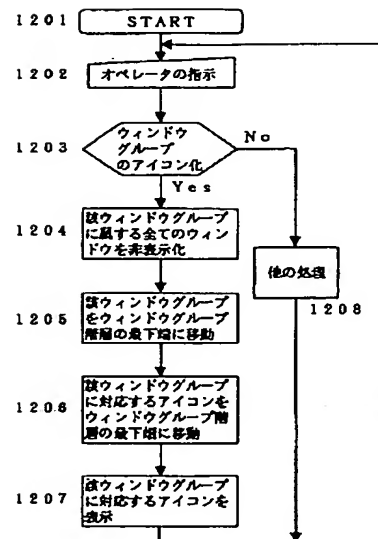 1201
START
1202
オペレータの指示
1203
ウィンドウ
グループ
のアイコン化
No
Yes
1204
該ウィンドウグループ
に属する全てのウィン
ドウを非表示化
他の処理
1208
1205
該ウィンドウグループ
をウィンドウグループ
階層の最下端に移動
1206
該ウィンドウグループ
に対応するアイコンを
ウィンドウグループ階
層の最下端に移動
1207
該ウィンドウグループ
に対応するアイコンを
表示